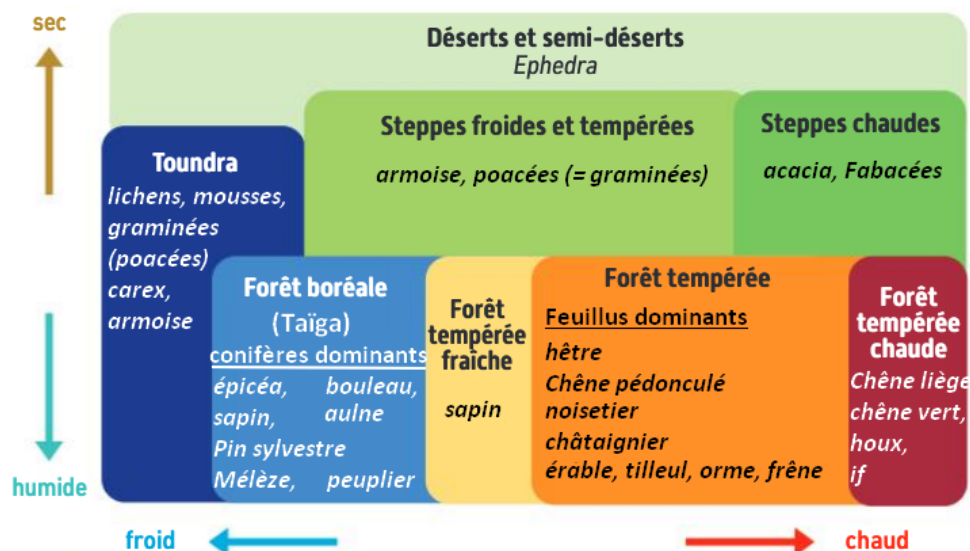 sec
Déserts et semi-déserts
Ephedra
Steppes froides et tempérées
armoise, poacées (= graminées)
Steppes chaudes
acacia, Fabacées
Toundra
lichens, mousses,
graminées
(poacées)
carex,
armoise
Forêt boréale
(Taïga)
conifères dominants
épicéa, bouleau,
sapin, aulne
Pin sylvestre
Mélèze, peuplier
Forêt
tempérée
fraîche
sapin
Forêt tempérée
Feuillus dominants
hêtre
Chêne pédonculé
noisetier
châtaignier
érable, tilleul, orme, frêne
Forêt
tempérée
chaude
Chêne liège
chêne vert,
houx,
if
humide
froid
chaud